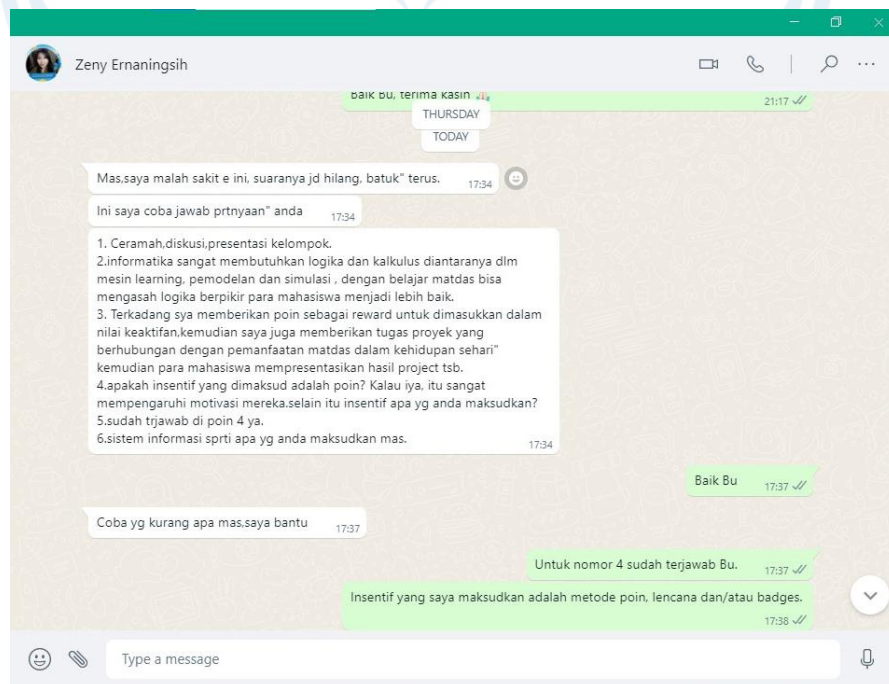 Zeny Ernaningsih
Baik Bu, terima kasih
21:17
THURSDAY
TODAY
Mas,saya malah sakit e ini, suaranya jd hilang, batuk" terus. 17:34
Ini saya coba jawab prtnyaan" anda 17:34
1. Ceramah,diskusi,presentasi kelompok.
2.informatika sangat membutuhkan logika dan kalkulus diantaranya dlm
mesin learning, pemodelan dan simulasi , dengan belajar matdas bisa
mengasah logika berpikir para mahasiswa menjadi lebih baik.
3. Terkadang sya memberikan poin sebagai reward untuk dimasukkan dalam
nilai keaktifan,kemudian saya juga memberikan tugas proyek yang
berhubungan dengan pemanfaatan matdas dalam kehidupan sehari"
kemudian para mahasiswa mempresentasikan hasil project tsb.
4.apakah insentif yang dimaksud adalah poin? Kalau iya, itu sangat
mempengaruhi motivasi mereka.selain itu insentif apa yg anda maksudkan?
5.sudah trjawab di poin 4 ya.
6.sistem informasi sprti apa yg anda maksudkan mas.
17:34
Baik Bu 17:37
Coba yg kurang apa mas,saya bantu 17:37
Untuk nomor 4 sudah terjawab Bu. 17:37
Insentif yang saya maksudkan adalah metode poin, lencana dan/atau badges.
17:38
Type a message